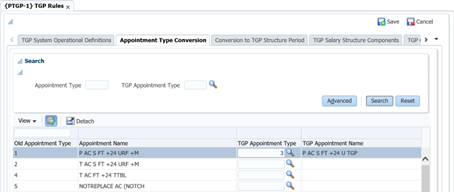 {PTGP-1} TGP Rules
Save Cancel
TGP System Operational Definitions Appointment Type Conversion Conversion to TGP Structure Period TGP Salary Structure Components TGP
Search
Appointment Type TGP Appointment Type
Advanced Search Reset
View Detach
Old Appointment Type Appointment Name TGP Appointment Type TGP Appointment Name
1 P AC S FT +24 URF +M 3 P AC S FT +24 U TGP
2 T AC S FT +24 URF +M
4 T AC FT +24 TTBL
5 NOTREPLACE AC (NOTCH